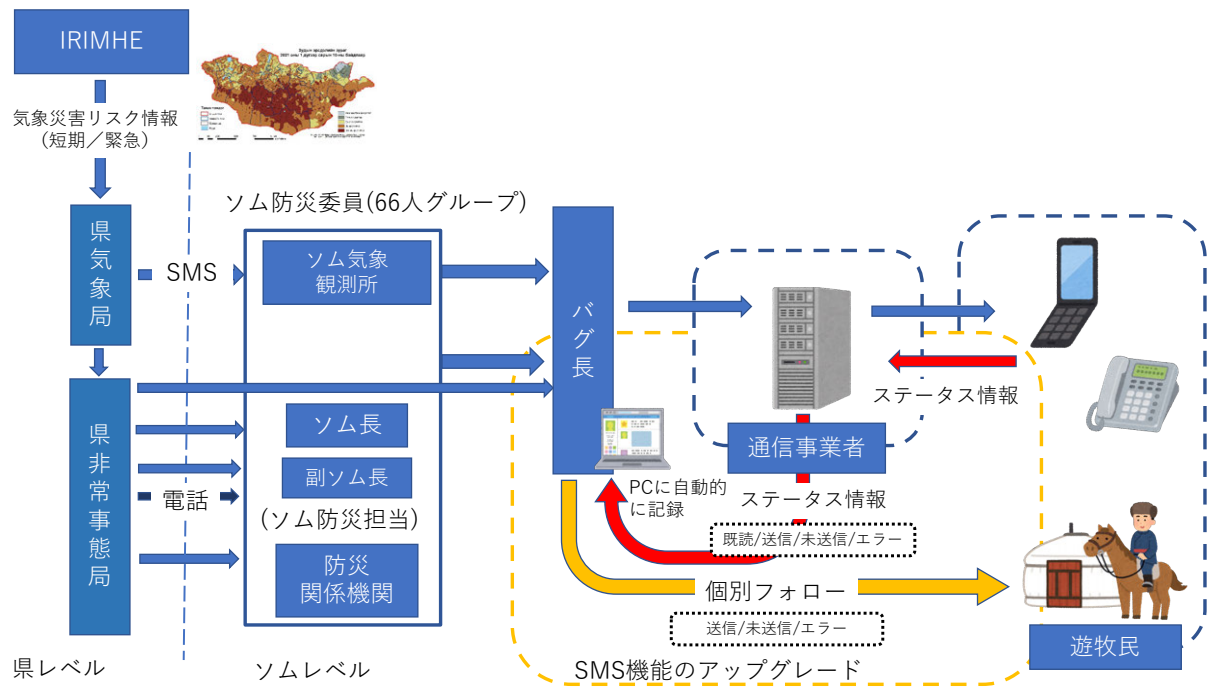 IRIMHE
気象災害リスク情報
(短期／緊急)
県気象局
SMS
ソム防災委員(66人グループ)
ソム気象
観測所
バグ長
ステータス情報
県非常事態局
ソム長
副ソム長
電話
(ソム防災担当)
防災
関係機関
通信事業者
PCに自動的
に記録
ステータス情報
既読/送信/未送信/エラー
個別フォロー
送信/未送信/エラー
遊牧民
県レベル
ソムレベル
SMS機能のアップグレード